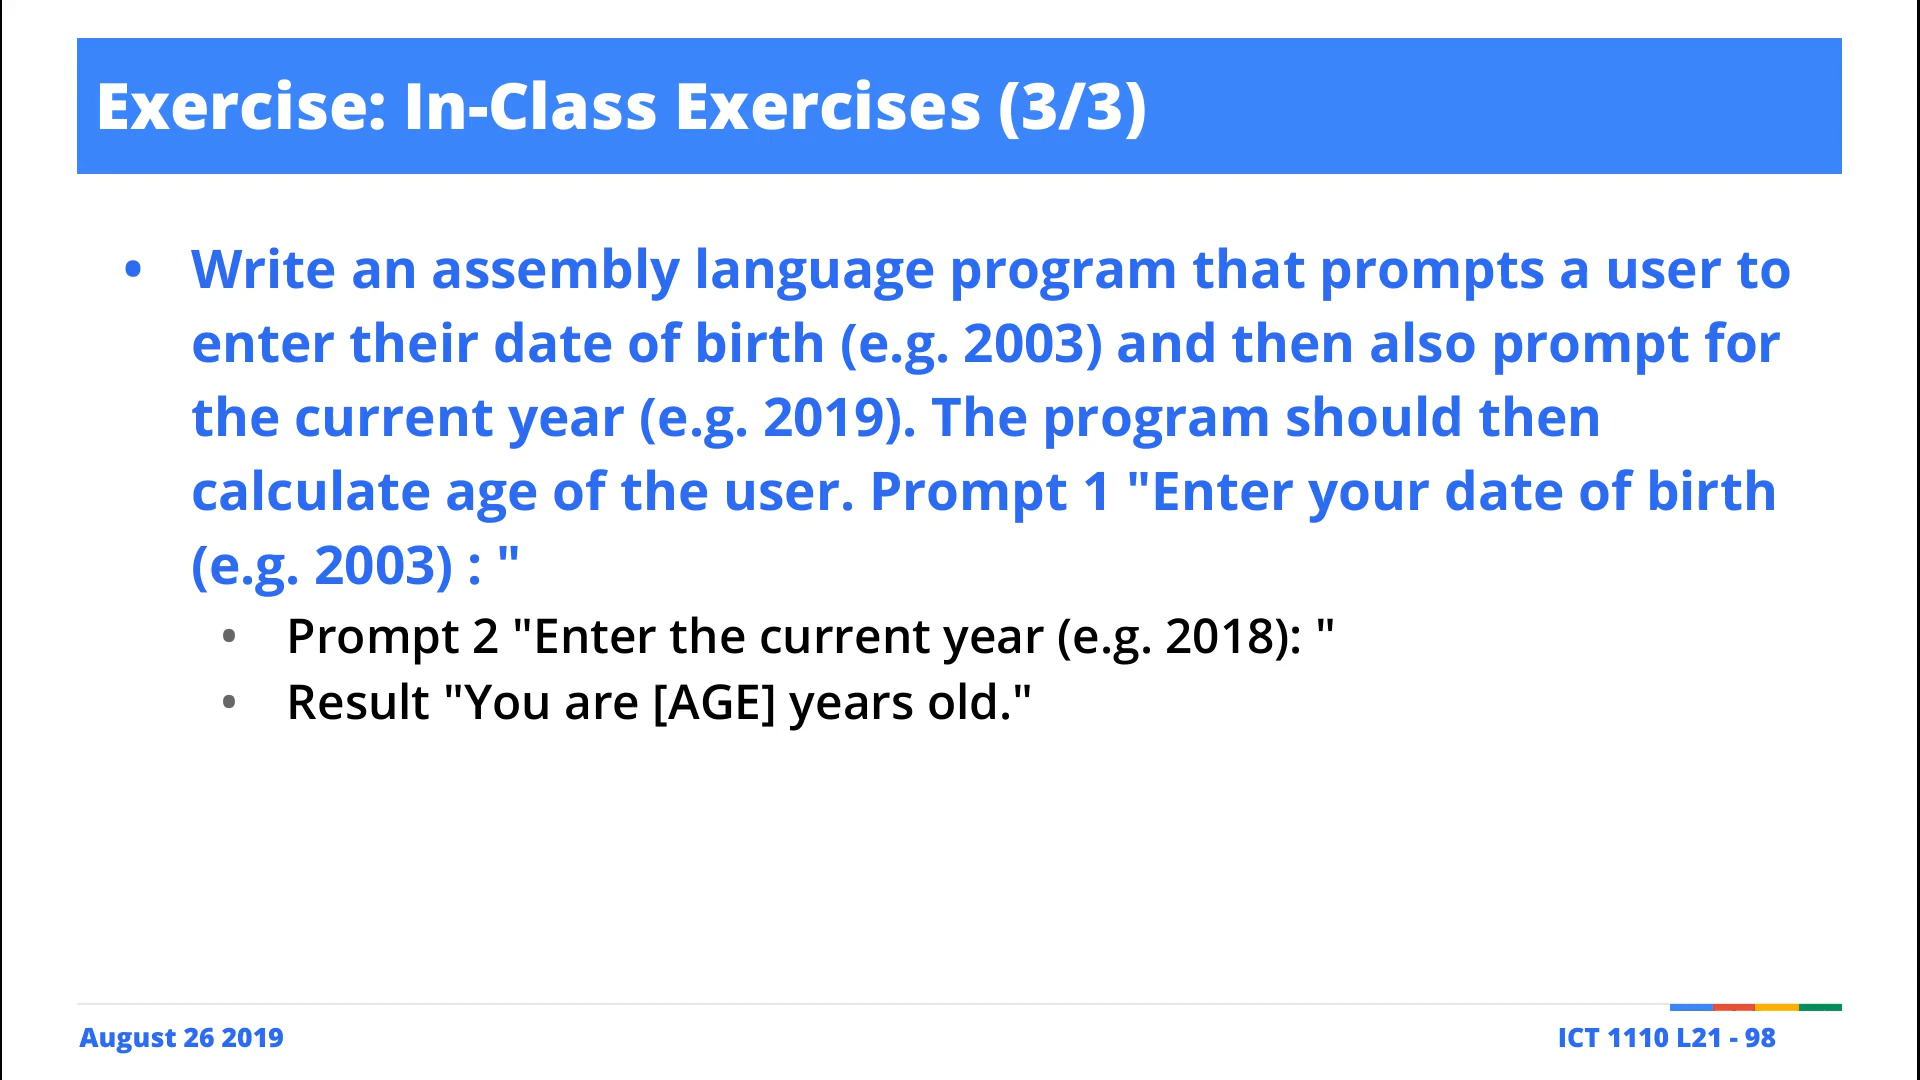 Exercise: In-Class Exercises (3/3)
• Write an assembly language program that prompts a user to
enter their date of birth (e.g. 2003) and then also prompt for
the current year (e.g. 2019). The program should then
calculate age of the user. Prompt 1 "Enter your date of birth
(e.g. 2003) : "
• Prompt 2 "Enter the current year (e.g. 2018): "
• Result "You are [AGE] years old."
August 26 2019
ICT 1110 L21 - 98